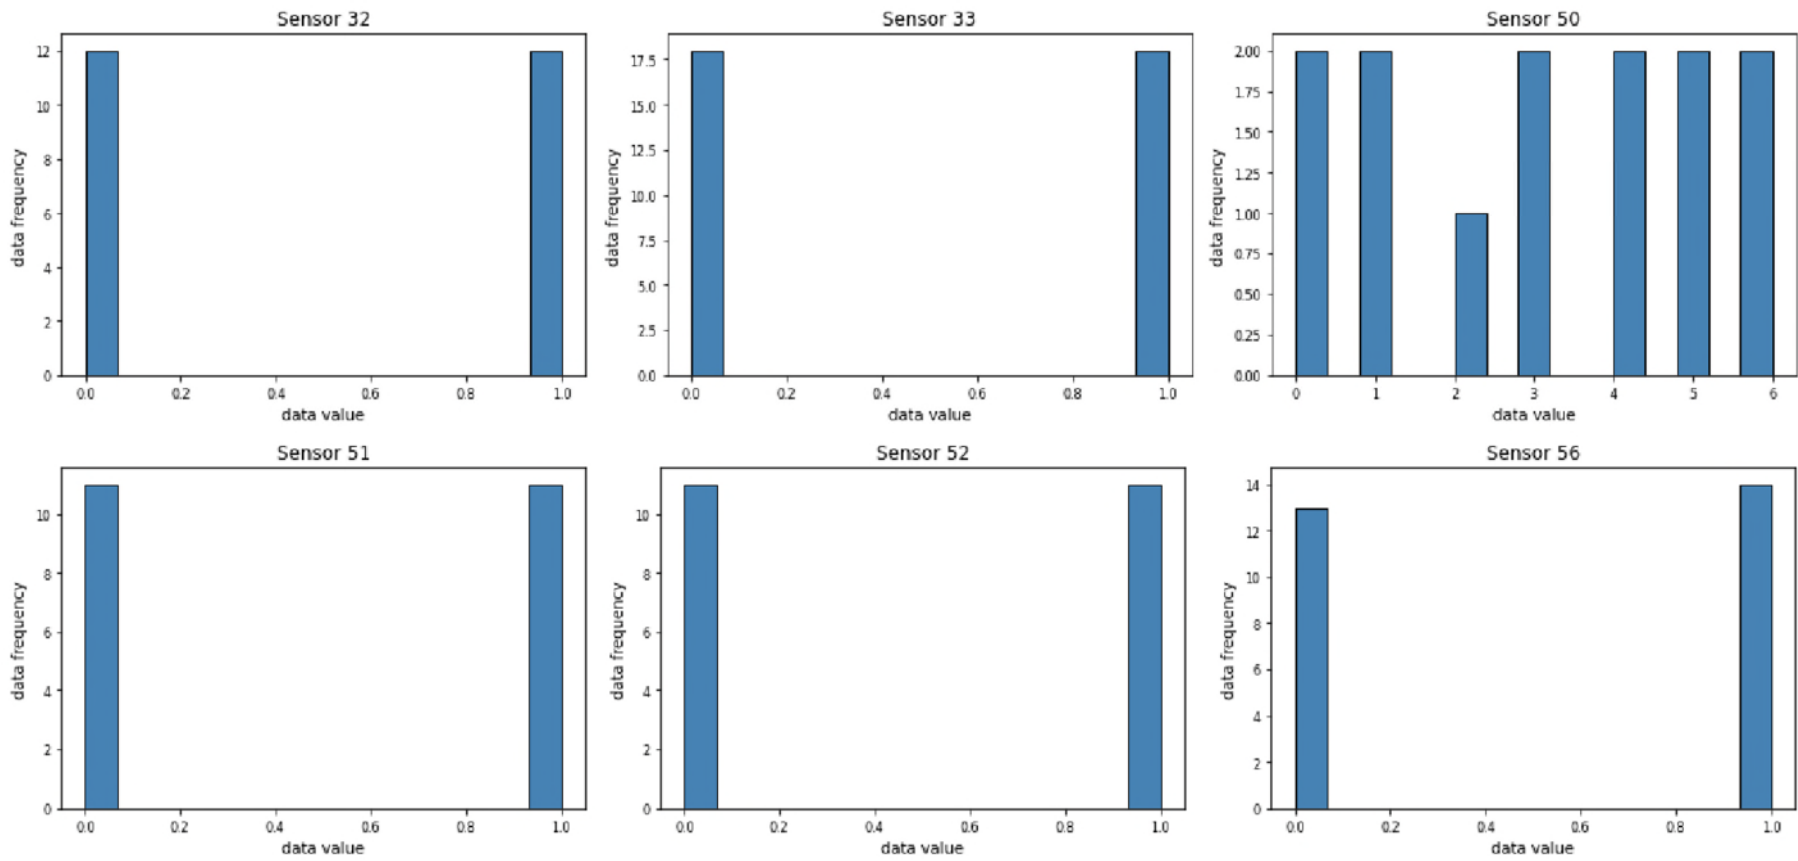 Sensor 32
12
10
8
6
4
2
0
data frequency
0.0 0.2 0.4 0.6 0.8 1.0
data value
Sensor 33
17.5
15.0
12.5
10.0
7.5
5.0
2.5
0.0
data frequency
0.0 0.2 0.4 0.6 0.8 1.0
data value
Sensor 50
2.00
1.75
1.50
1.25
1.00
0.75
0.50
0.25
0.00
data frequency
0 1 2 3 4 5 6
data value
Sensor 51
10
8
6
4
2
0
data frequency
0.0 0.2 0.4 0.6 0.8 1.0
data value
Sensor 52
10
8
6
4
2
0
data frequency
0.0 0.2 0.4 0.6 0.8 1.0
data value
Sensor 56
14
12
10
8
6
4
2
0
data frequency
0.0 0.2 0.4 0.6 0.8 1.0
data value